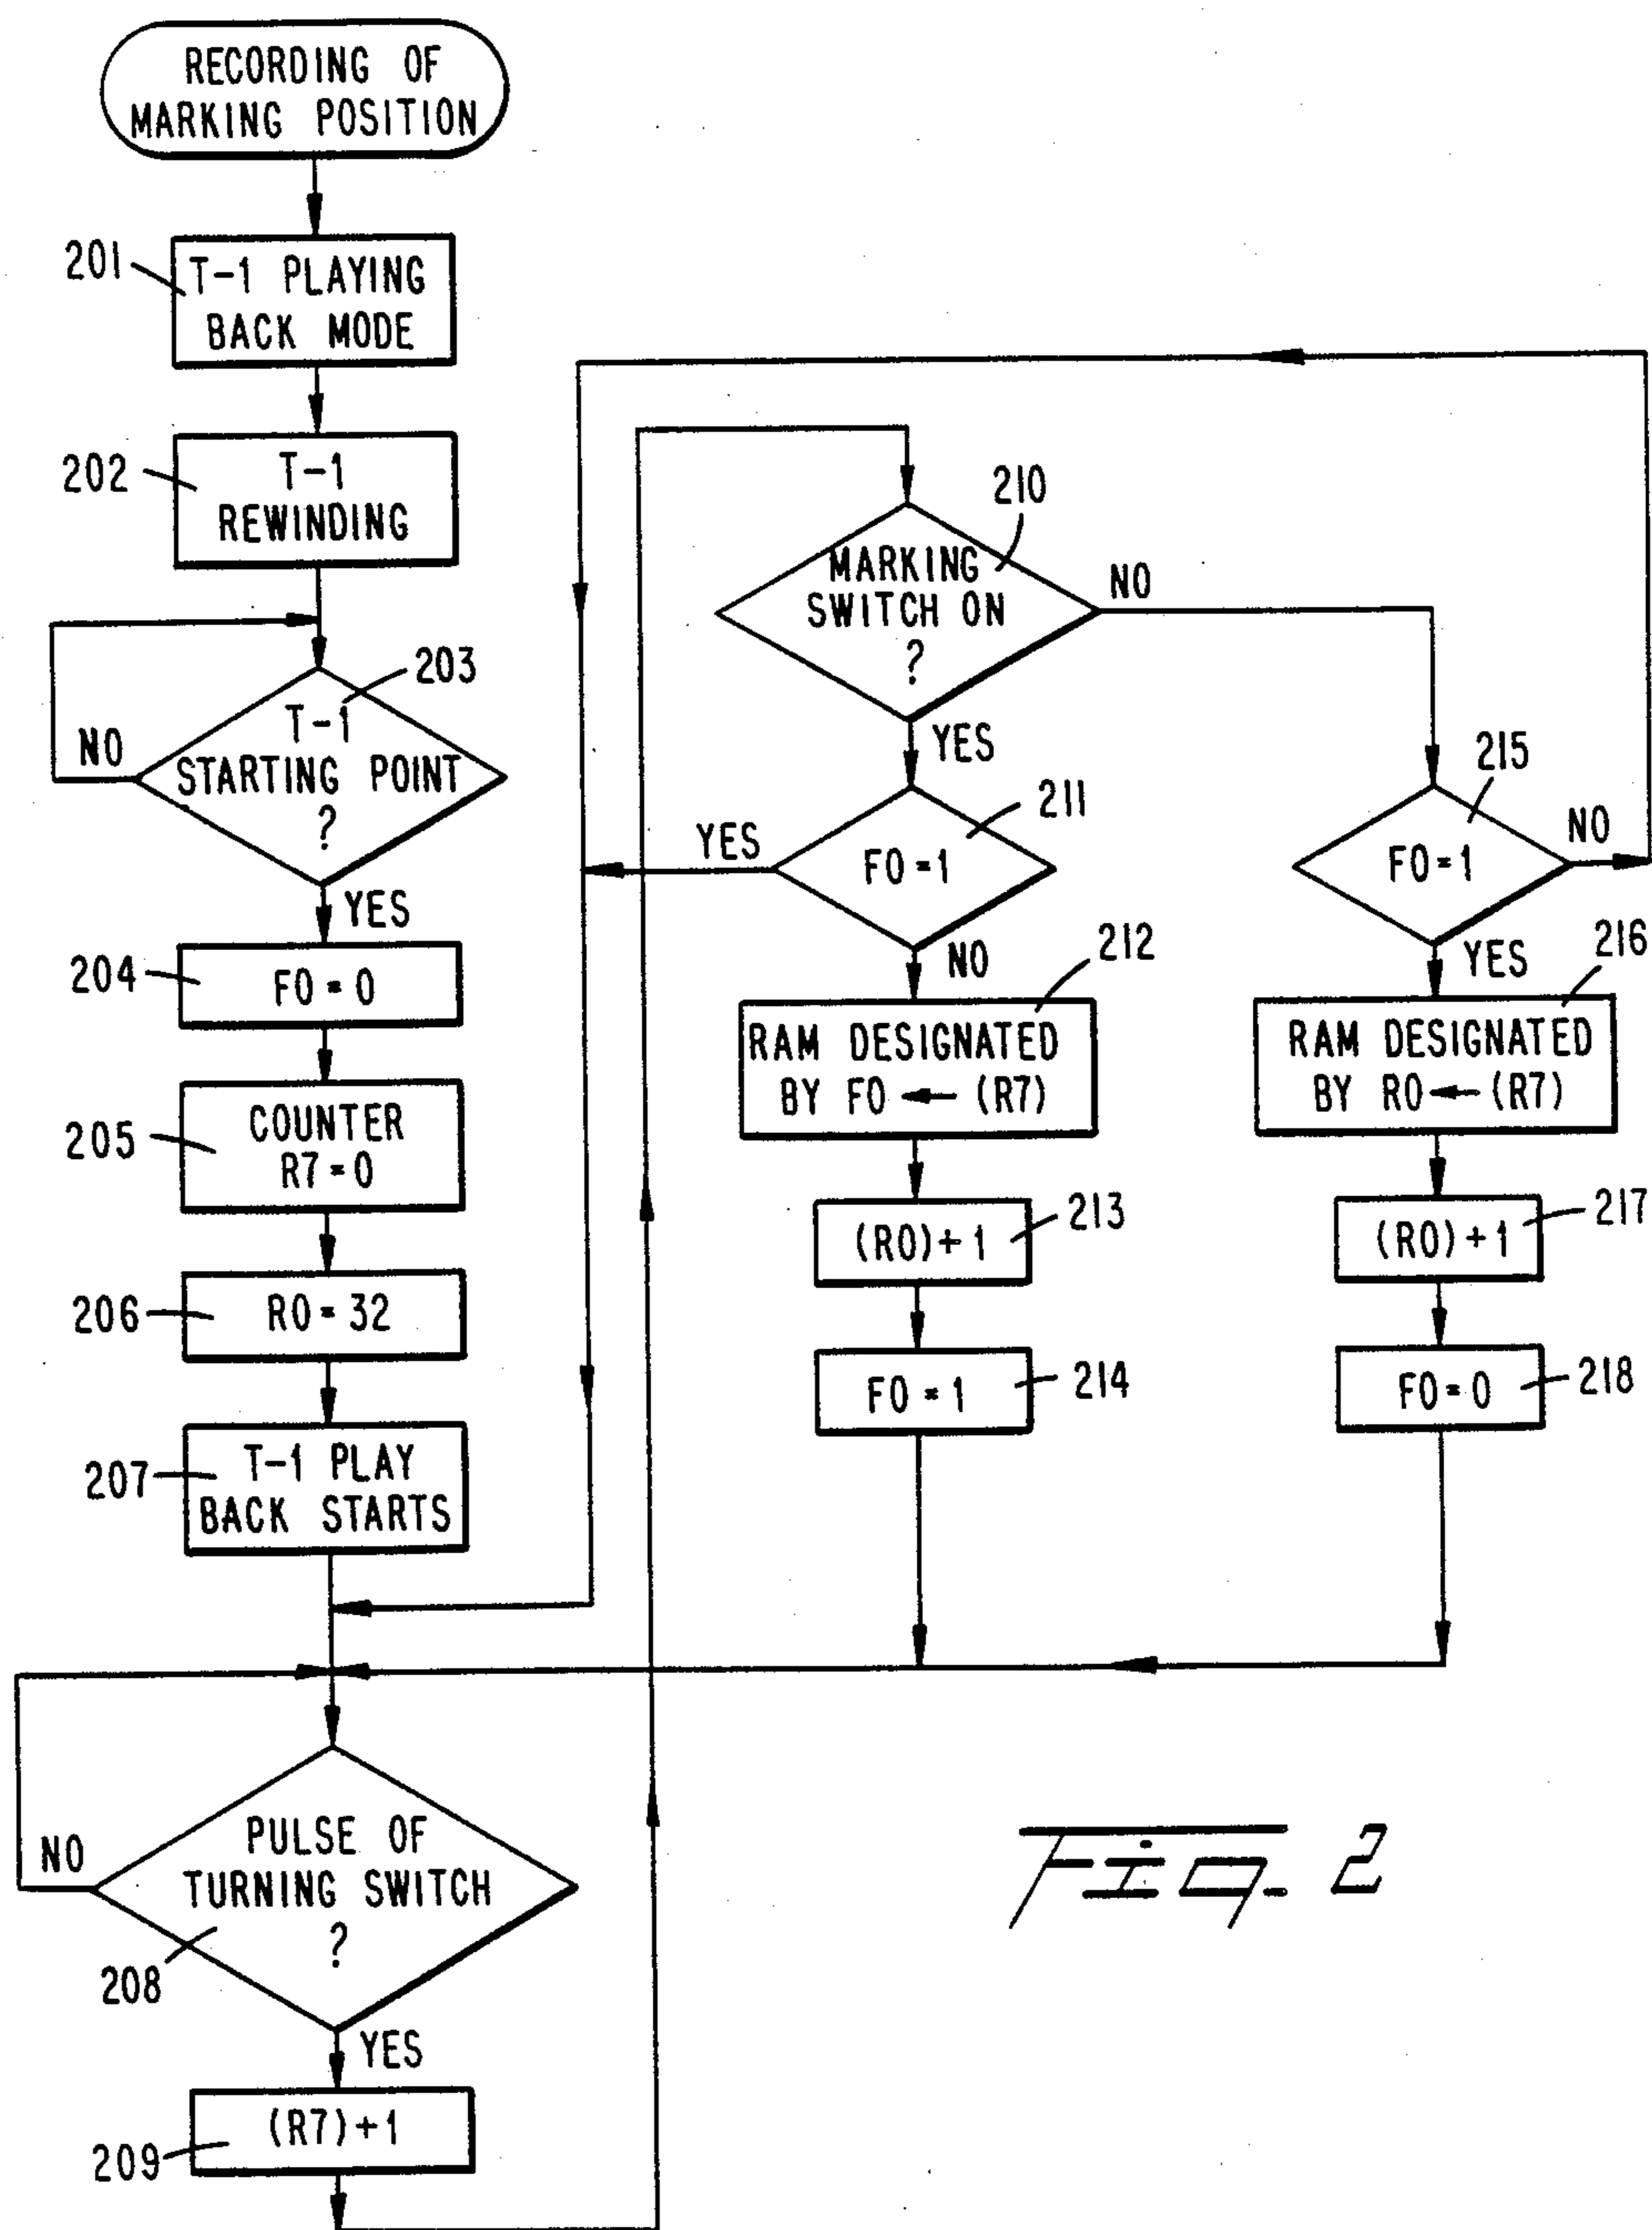 RECORDING OF
MARKING POSITION
201
T-1 PLAYING
BACK MODE
202
T-1
REWINDING
203
T-1
STARTING POINT
?
NO
YES
204
F0=0
205
COUNTER
R7=0
206
R0=32
207
T-1 PLAY
BACK STARTS
PULSE OF
TURNING SWITCH
?
NO
208
YES
209
(R7)+1
210
MARKING
SWITCH ON
?
NO
YES
211
F0=1
YES
NO
212
RAM DESIGNATED
BY F0 ← (R7)
213
(R0)+1
214
F0=1
215
F0=1
NO
YES
216
RAM DESIGNATED
BY R0 ← (R7)
217
(R0)+1
218
F0=0
Fig. 2